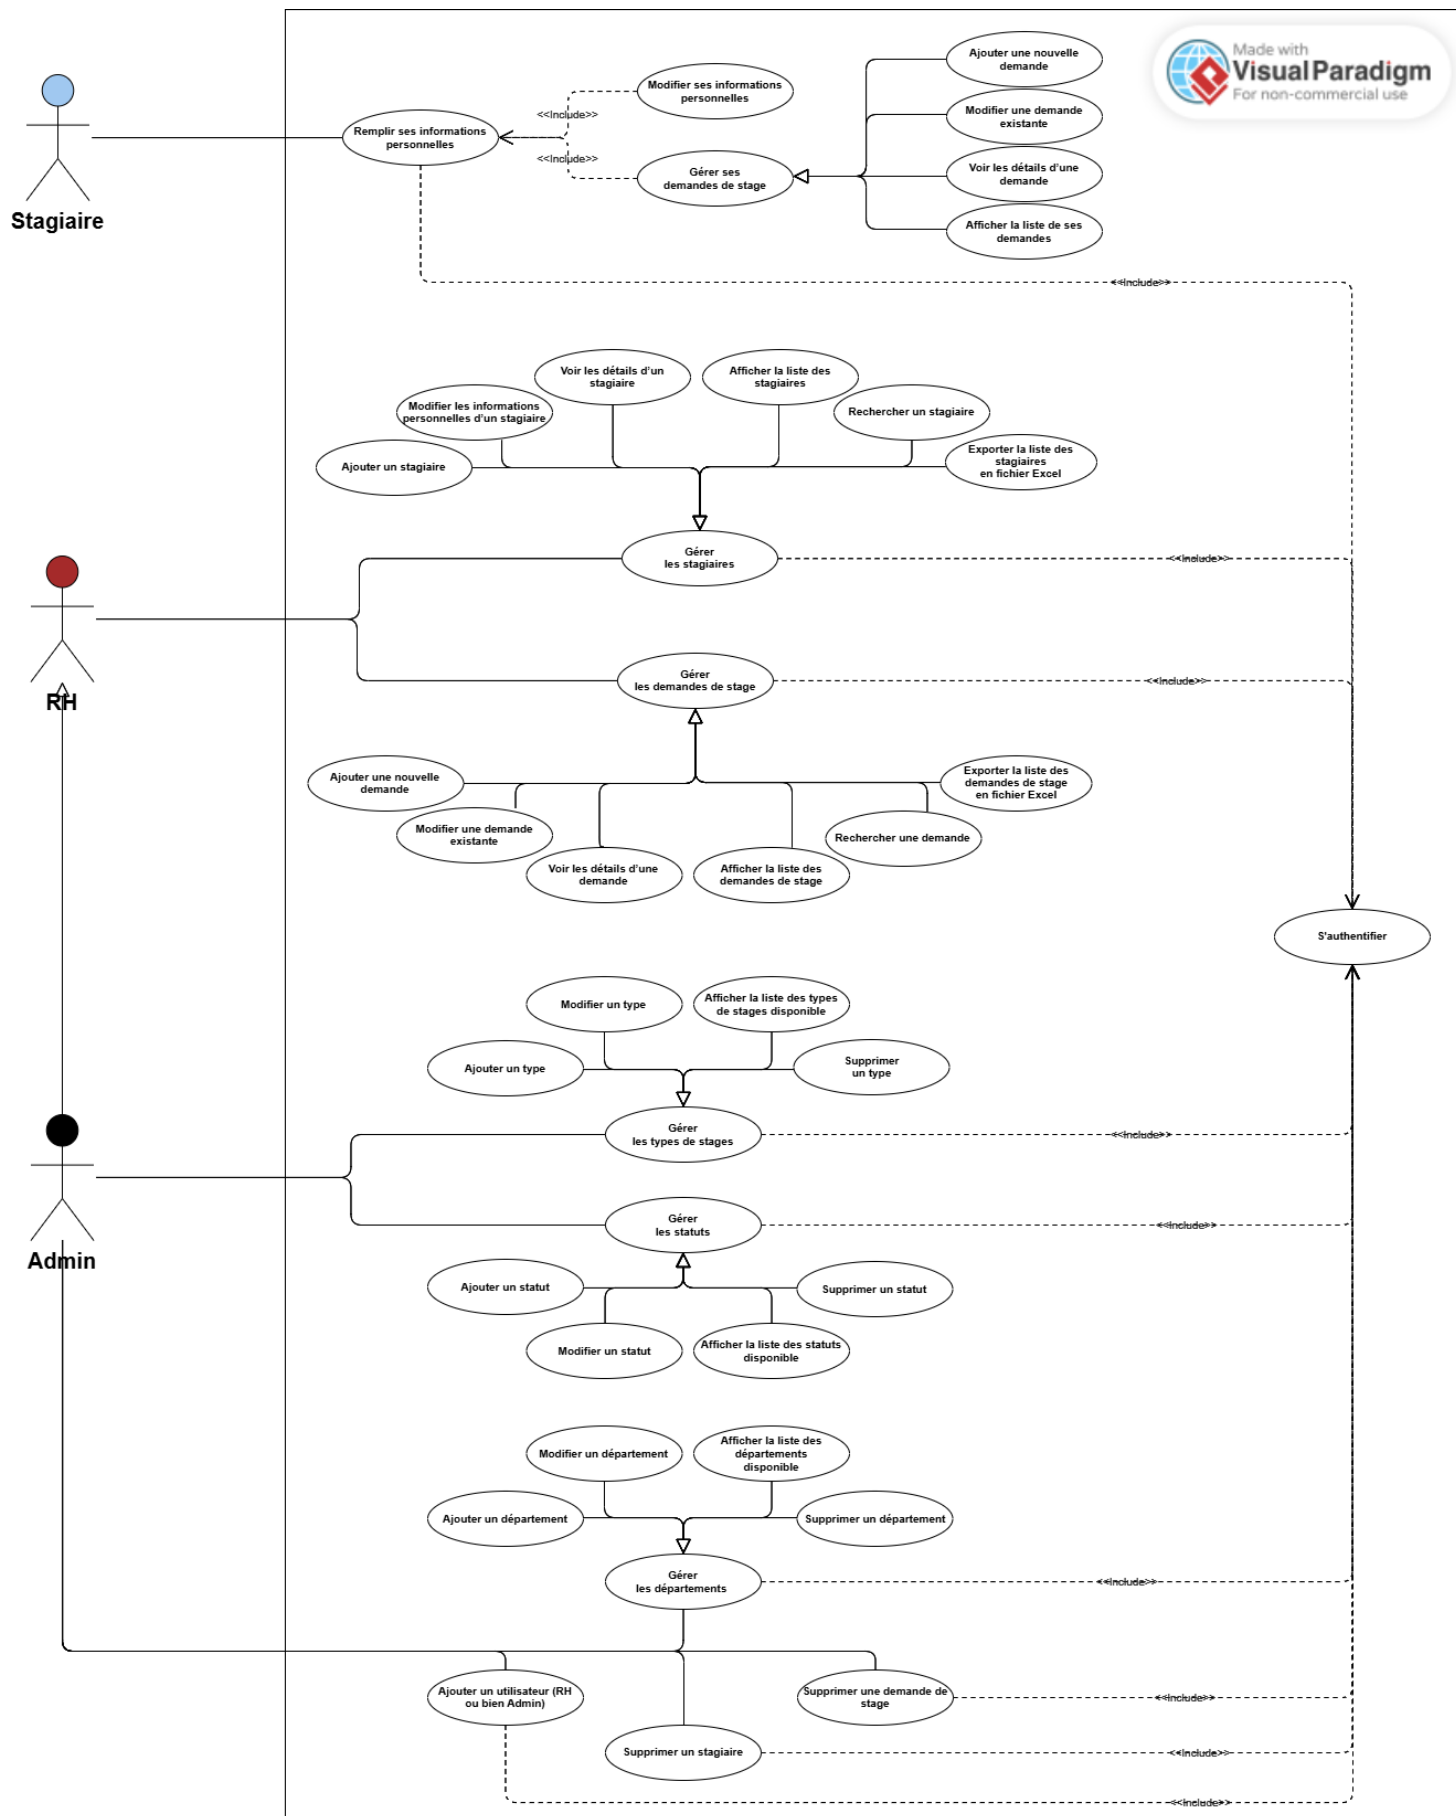 Made with
Visual Paradigm
For non-commercial use
Stagiaire
Remplir ses informations
personnelles
<<Include>>
<<Include>>
Modifier ses informations
personnelles
Gérer ses
demandes de stage
Ajouter une nouvelle
demande
Modifier une demande
existante
Voir les détails d'une
demande
Afficher la liste de ses
demandes
<<Include>>
Voir les détails d'un
stagiaire
Afficher la liste des
stagiaires
Modifier les informations
personnelles d'un stagiaire
Rechercher un stagiaire
Ajouter un stagiaire
Exporter la liste des
stagiaires
en fichier Excel
Gérer
les stagiaires
<<Include>>
RH
Gérer
les demandes de stage
<<Include>>
Ajouter une nouvelle
demande
Exporter la liste des
demandes de stage
en fichier Excel
Modifier une demande
existante
Rechercher une demande
Voir les détails d'une
demande
Afficher la liste des
demandes de stage
S'authentifier
Modifier un type
Afficher la liste des types
de stages disponible
Ajouter un type
Supprimer
un type
Gérer
les types de stages
<<Include>>
Admin
Gérer
les statuts
<<Include>>
Ajouter un statut
Supprimer un statut
Modifier un statut
Afficher la liste des statuts
disponible
Modifier un département
Afficher la liste des
départements
disponible
Ajouter un département
Supprimer un département
Gérer
les départements
<<Include>>
Ajouter un utilisateur (RH
ou bien Admin)
Supprimer une demande de
stage
<<Include>>
Supprimer un stagiaire
<<Include>>
<<Include>>